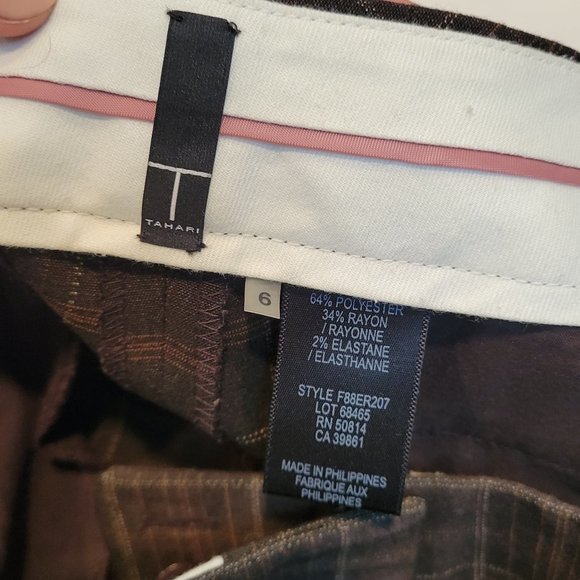 T
TAHARI
6
64% POLYESTER
34% RAYON
/ RAYONNE
2% ELASTANE
/ ELASTHANNE
STYLE F88ER207
LOT 68465
RN 50814
CA 39861
MADE IN PHILIPPINES
FABRIQUE AUX
PHILIPPINES